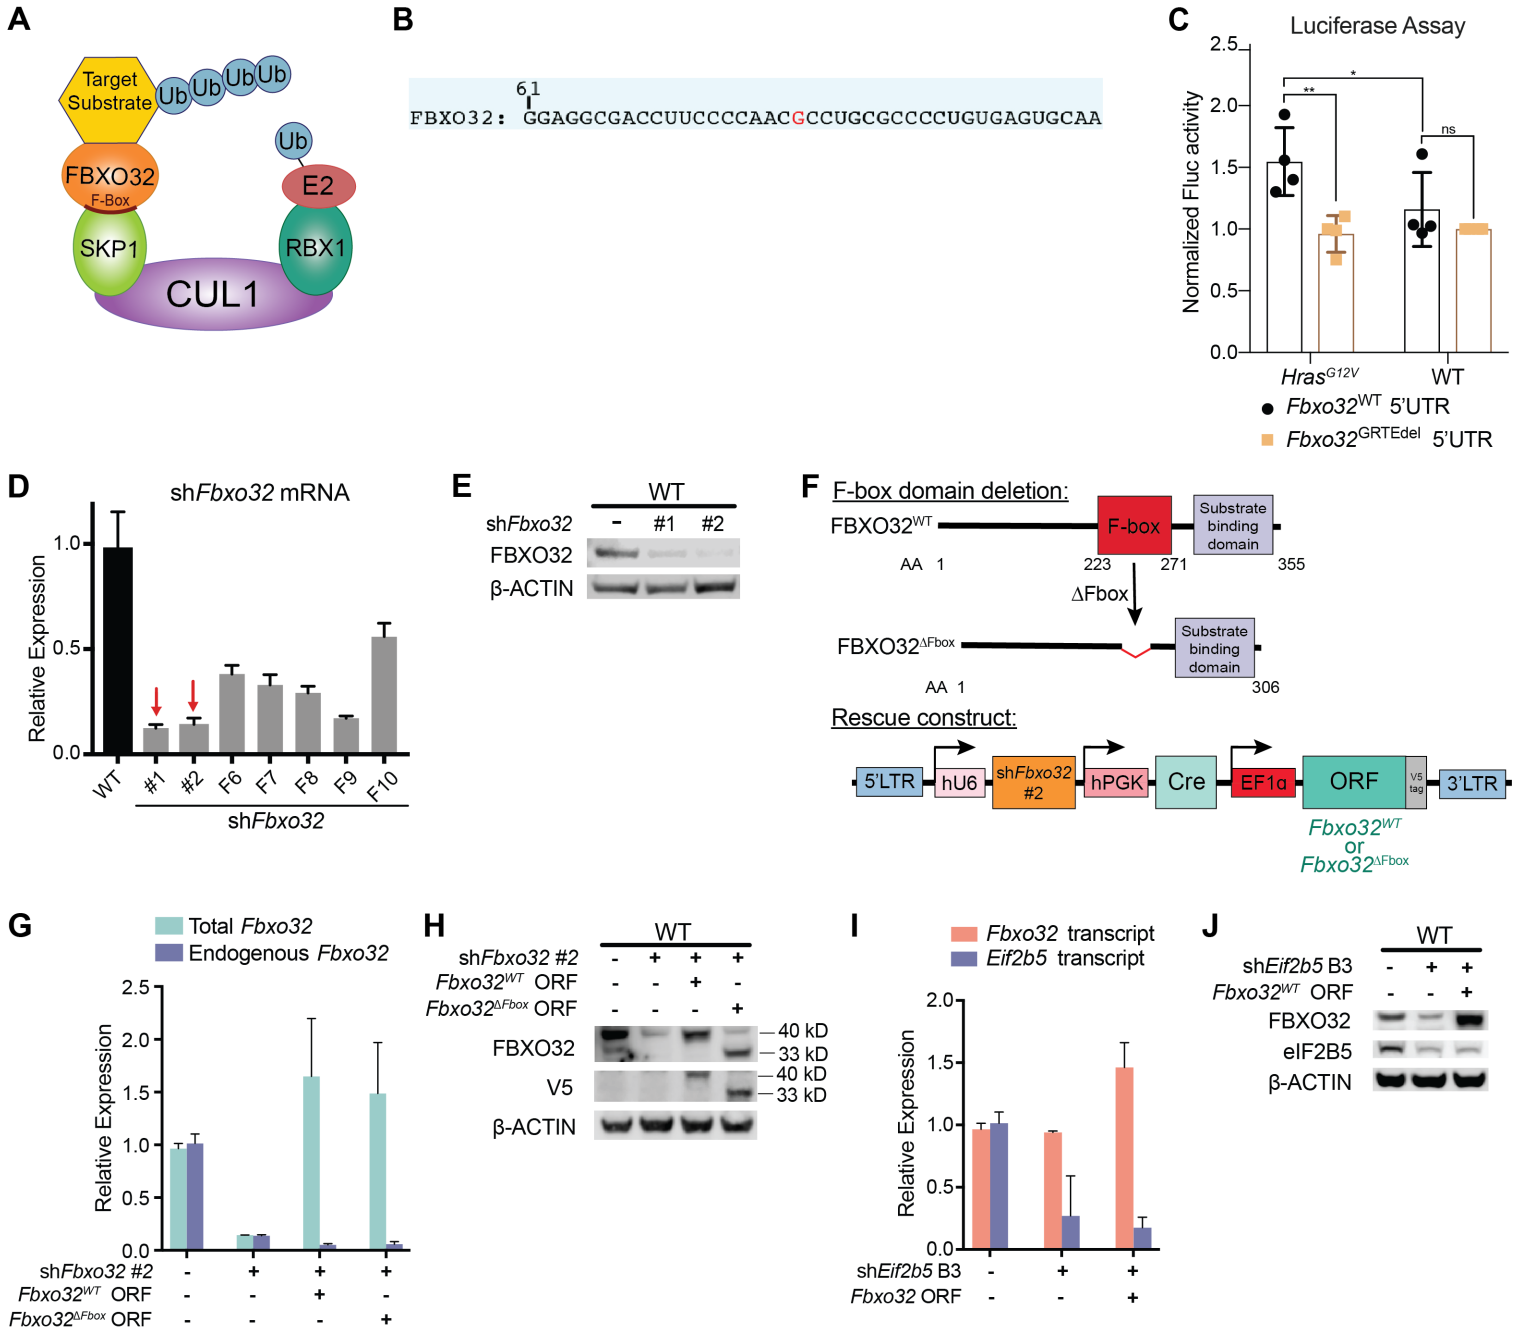 A
Target
Substrate
Ub
Ub
Ub
Ub
Ub
FBXO32
F-Box
E2
SKP1
RBX1
CUL1
B
61
FBXO32: GGAGGCGACCUUCCCCAACGCCUGCGCCCCUGUGAGUGCAA
C
Luciferase Assay
Normalized Fluc activity
2.5
2.0
1.5
1.0
0.5
0.0
*
**
ns
HrasG12V
WT
Fbxo32WT 5'UTR
Fbxo32GRTEdel 5'UTR
D
shFbxo32 mRNA
Relative Expression
1.0
0.5
0.0
WT
#1
#2
F6
F7
F8
F9
F10
shFbxo32
E
WT
shFbxo32 - #1 #2
FBXO32
β-ACTIN
F
F-box domain deletion:
FBXO32WT
F-box
Substrate
binding
domain
AA 1 223 271 355
ΔFbox
FBXO32ΔFbox
Substrate
binding
domain
AA 1 306
Rescue construct:
5'LTR
hU6
shFbxo32
#2
hPGK
Cre
EF1α
ORF
V5
tag
3'LTR
Fbxo32WT
or
Fbxo32ΔFbox
G
Total Fbxo32
Endogenous Fbxo32
Relative Expression
2.5
2.0
1.5
1.0
0.5
0.0
shFbxo32 #2 - + + +
Fbxo32WT ORF - - + -
Fbxo32ΔFbox ORF - - - +
H
WT
shFbxo32 #2 - + + +
Fbxo32WT ORF - - + -
Fbxo32ΔFbox ORF - - - +
FBXO32
40 kD
33 kD
V5
40 kD
33 kD
β-ACTIN
I
Fbxo32 transcript
Eif2b5 transcript
Relative Expression
2.0
1.5
1.0
0.5
0.0
shEif2b5 B3 - + +
Fbxo32 ORF - - +
J
WT
shEif2b5 B3 - + +
Fbxo32WT ORF - - +
FBXO32
eIF2B5
β-ACTIN